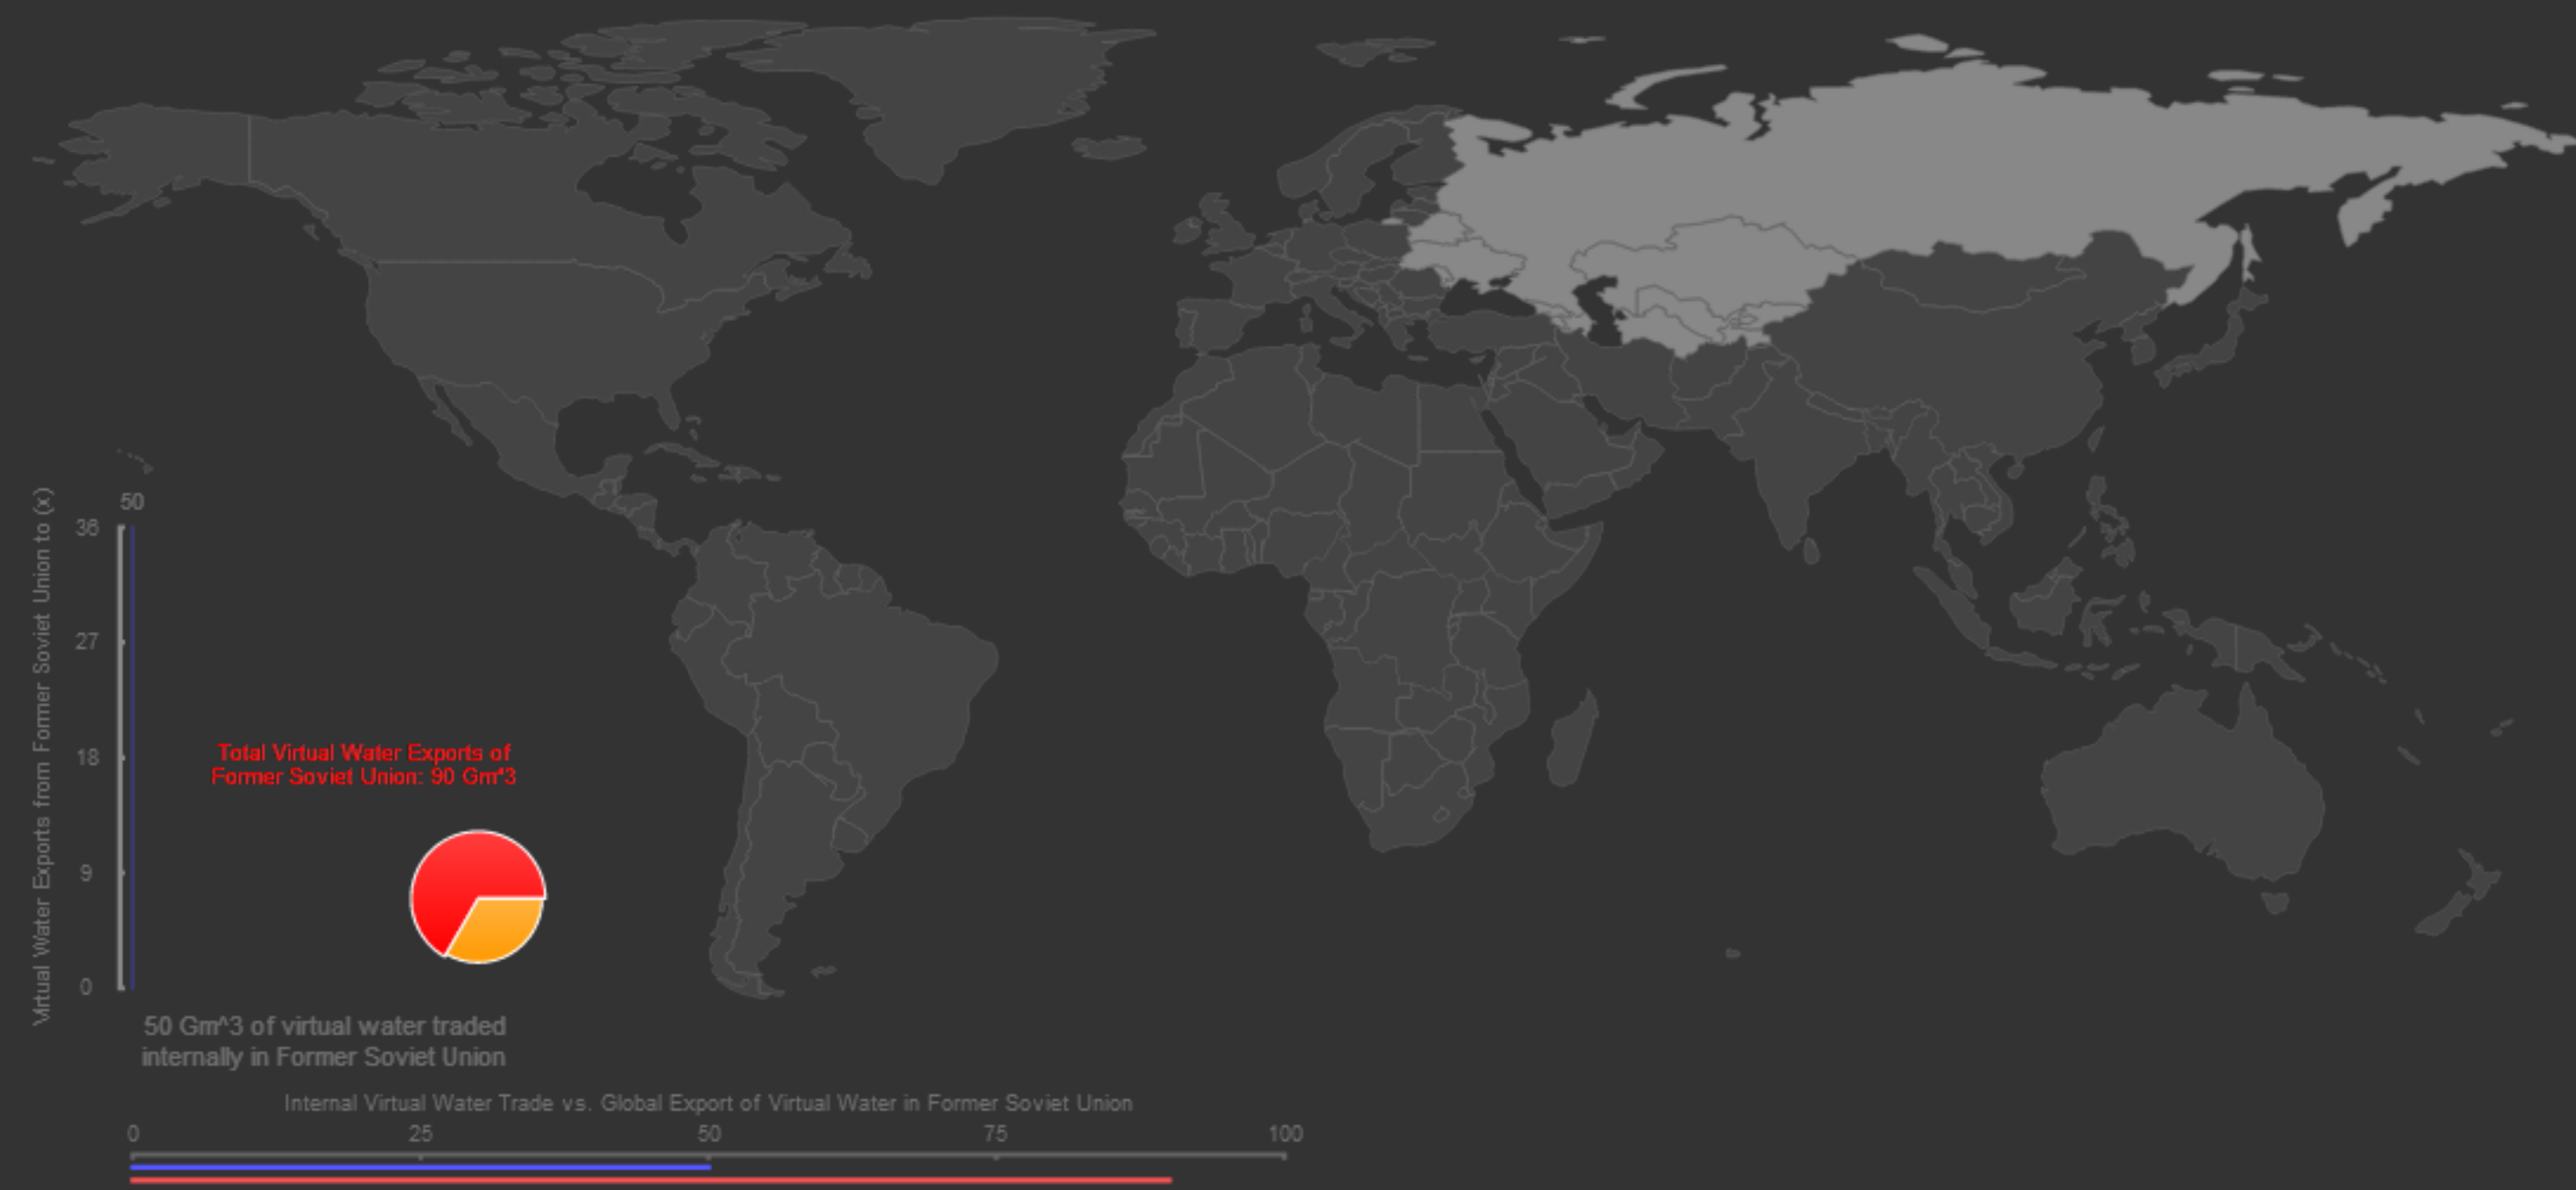 Virtual Water Exports from Former Soviet Union to (x)
50
36
27
18
9
0
Total Virtual Water Exports of
Former Soviet Union: 90 Gm^3
50 Gm^3 of virtual water traded
internally in Former Soviet Union
Internal Virtual Water Trade vs. Global Export of Virtual Water in Former Soviet Union
0 25 50 75 100